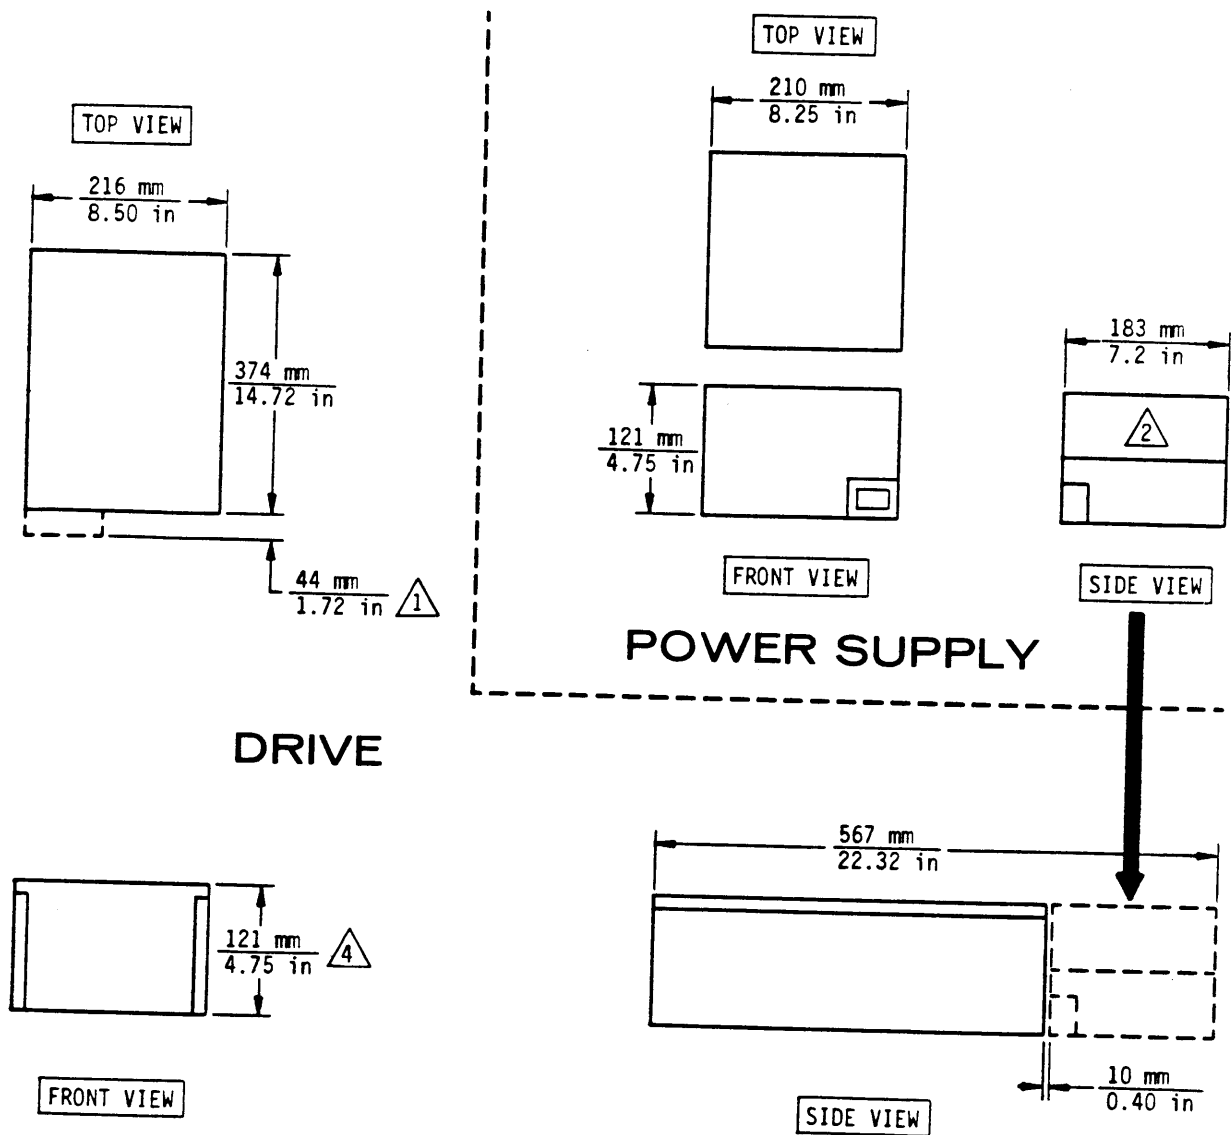 TOP VIEW
216 mm
8.50 in
374 mm
14.72 in
44 mm
1.72 in
1
DRIVE
121 mm
4.75 in
4
FRONT VIEW
TOP VIEW
210 mm
8.25 in
121 mm
4.75 in
FRONT VIEW
183 mm
7.2 in
2
SIDE VIEW
POWER SUPPLY
567 mm
22.32 in
10 mm
0.40 in
SIDE VIEW